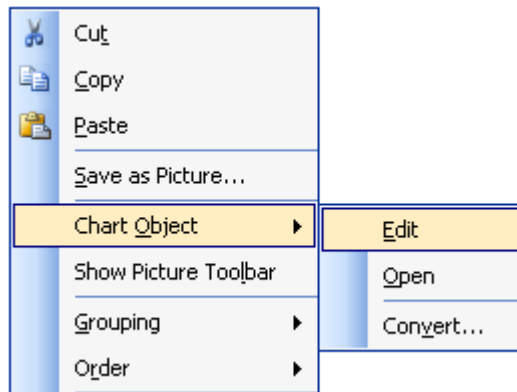 Cut
Copy
Paste
Save as Picture...
Chart Object
Edit
Show Picture Toolbar
Open
Grouping
Convert...
Order